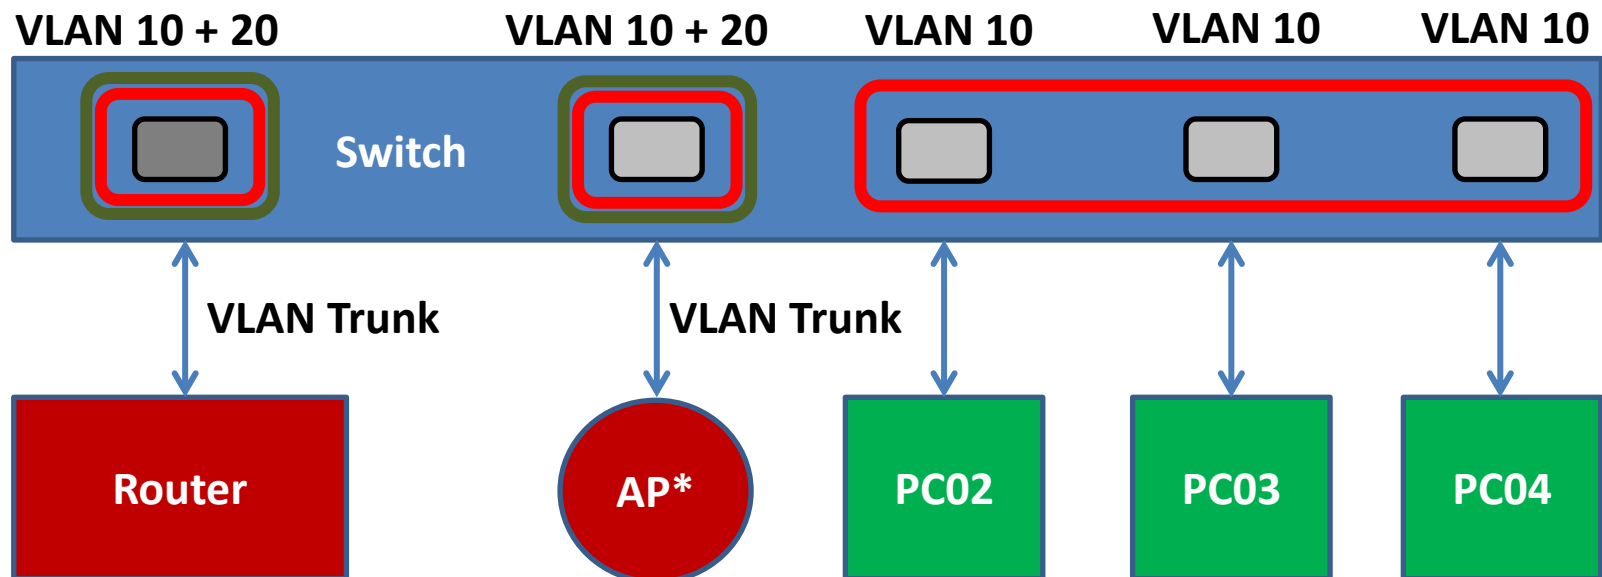 VLAN 10 + 20
VLAN 10 + 20
VLAN 10
VLAN 10
VLAN 10
Switch
VLAN Trunk
VLAN Trunk
Router
AP*
PC02
PC03
PC04